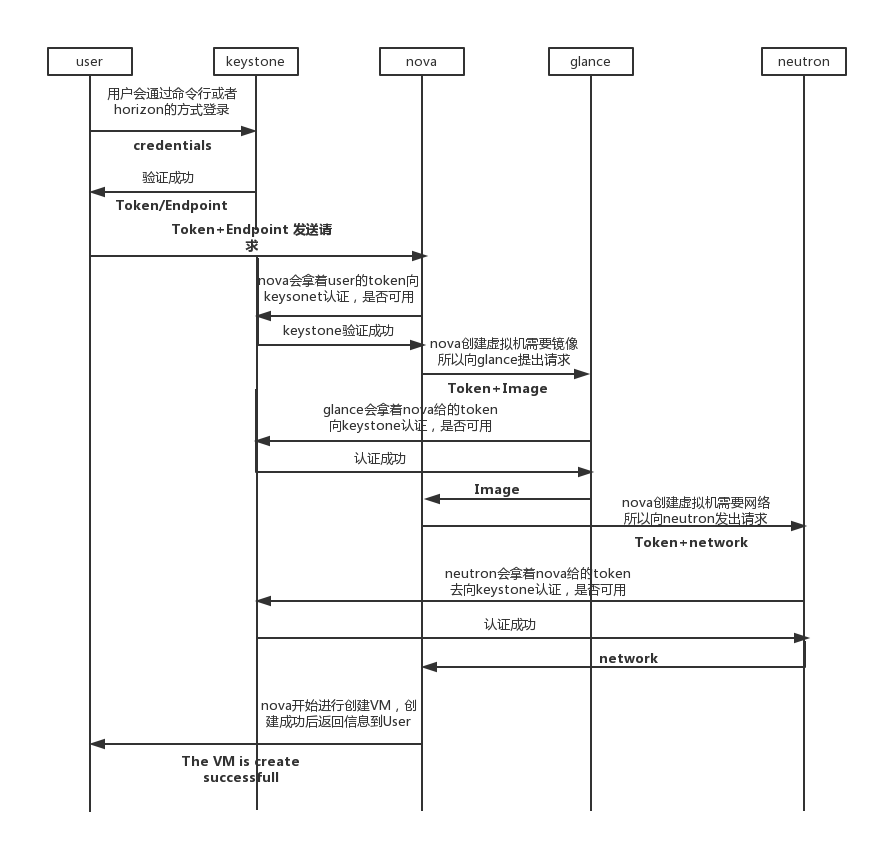 user
keystone
nova
glance
neutron
用户会通过命令行或者
horizon的方式登录
credentials
验证成功
Token/Endpoint
Token+Endpoint 发送请
求
nova会拿着user的token向
keysonet认证，是否可用
keystone验证成功
nova创建虚拟机需要镜像
所以向glance提出请求
Token+Image
glance会拿着nova给的token
向keystone认证，是否可用
认证成功
Image
nova创建虚拟机需要网络
所以向neutron发出请求
Token+network
neutron会拿着nova给的token
去向keystone认证，是否可用
认证成功
network
nova开始进行创建VM，创
建成功后返回信息到User
The VM is create
successfull